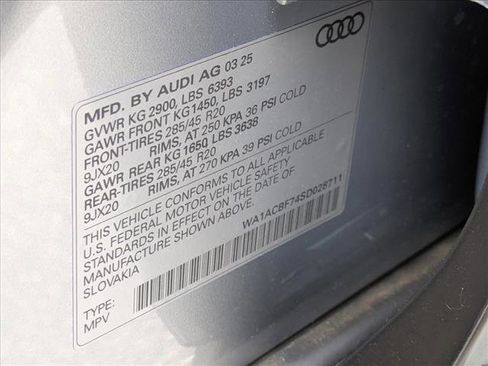 MFD. BY AUDI AG 03 25
GVWR KG 2900, LBS 6393
GAWR FRONT KG1450, LBS 3197
FRONT-TIRES 285/45 R20
9JX20 RIMS, AT 250 KPA 36 PSI COLD
GAWR REAR KG 1650 LBS 3638
REAR-TIRES 285/45 R20
9JX20 RIMS, AT 270 KPA 39 PSI COLD
THIS VEHICLE CONFORMS TO ALL APPLICABLE
U.S. FEDERAL MOTOR VEHICLE SAFETY
STANDARDS IN EFFECT ON THE DATE OF
MANUFACTURE SHOWN ABOVE.
SLOVAKIA
WA1ACBF74SD028711
TYPE:
MPV